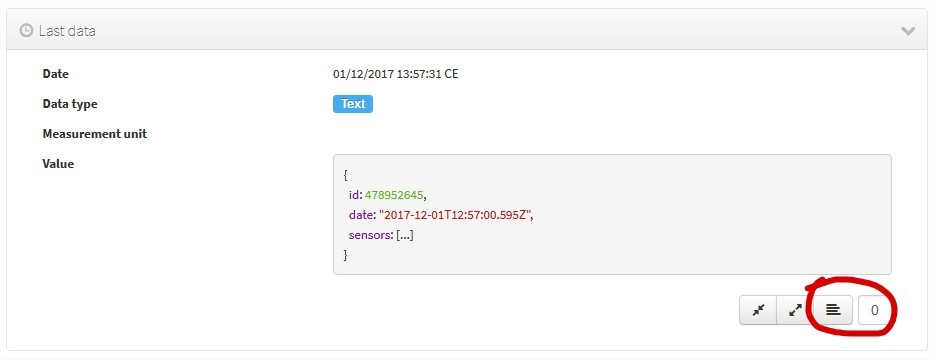 Last data
Date 01/12/2017 13:57:31 CE
Data type Text
Measurement unit
Value
{
id: 478952645,
date: "2017-12-01T12:57:00.595Z",
sensors: [...]
}
0